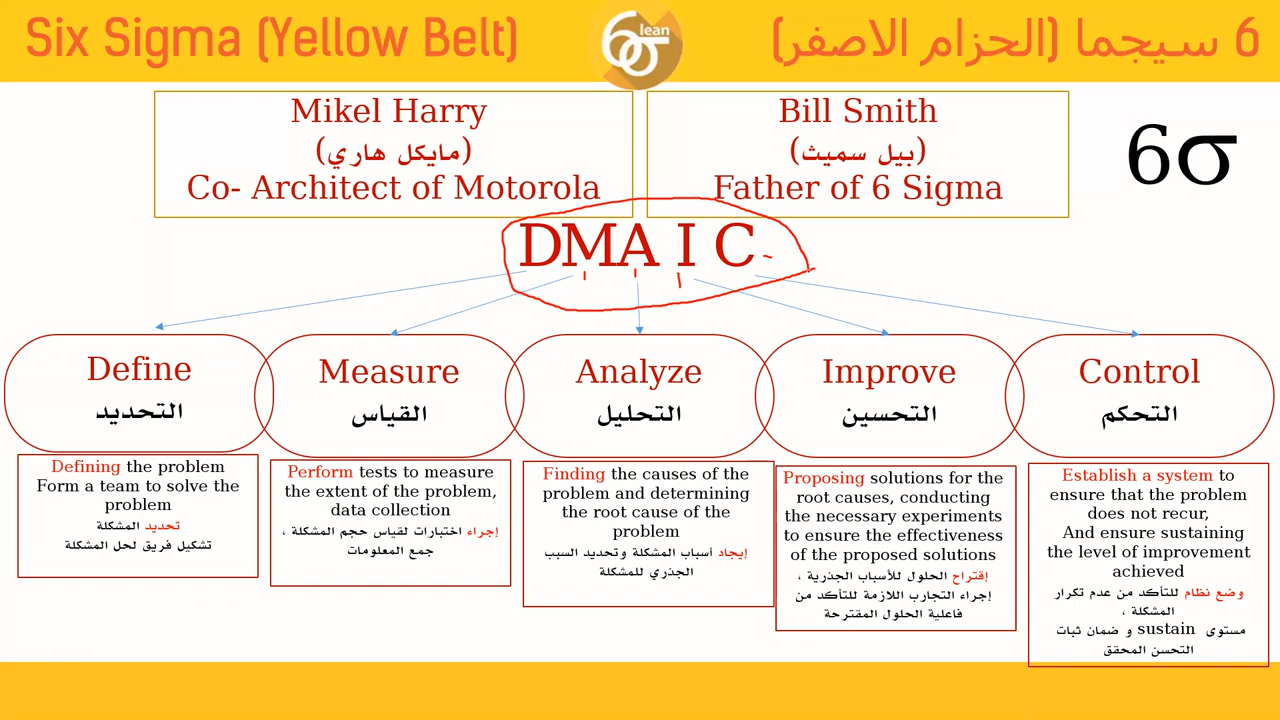 Six Sigma (Yellow Belt)
6σ lean
6 سيجما (الحزام الاصفر)
Mikel Harry
(مايكل هاري)
Co- Architect of Motorola
Bill Smith
(بيل سميث)
Father of 6 Sigma
6σ
DMA I C
Define
التحديد
Measure
القياس
Analyze
التحليل
Improve
التحسين
Control
التحكم
Defining the problem
Form a team to solve the
problem
تحديد المشكلة
تشكيل فريق لحل المشكلة
Perform tests to measure
the extent of the problem,
data collection
إجراء اختبارات لقياس حجم المشكلة ،
جمع المعلومات
Finding the causes of the
problem and determining
the root cause of the
problem
إيجاد أسباب المشكلة وتحديد السبب
الجذري للمشكلة
Proposing solutions for the
root causes, conducting
the necessary experiments
to ensure the effectiveness
of the proposed solutions
إقتراح الحلول للأسباب الجذرية ،
إجراء التجارب اللازمة للتأكد من
فاعلية الحلول المقترحة
Establish a system to
ensure that the problem
does not recur,
And ensure sustaining
the level of improvement
achieved
وضع نظام للتأكد من عدم تكرار
المشكلة ،
مستوى sustain و ضمان ثبات
التحسن المحقق